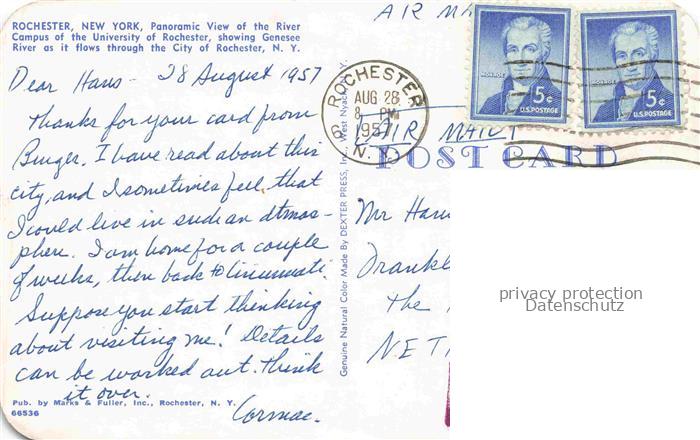 ROCHESTER, NEW YORK, Panoramic View of the River
Campus of the University of Rochester, showing Genesee
River as it flows through the City of Rochester, N. Y.
Dear Hans - 28 August 1957
Thanks for your card from
Burger. I have read about this
city, and I sometimes feel that
I could live in such an atmos-
phere. I am home for a couple
of weeks, then back to Cincinnati.
Suppose you start thinking
about visiting me! Details
can be worked out. Think
it over.
Cormac.
Pub. by Marks & Fuller, Inc., Rochester, N. Y.
66536
Genuine Natural Color Made By DEXTER PRESS, Inc., West Nyack, N.Y.
AIR MA
MONROE
5¢
U.S. POSTAGE
MONROE
5¢
U.S. POSTAGE
ROCHESTER
AUG 28
8 PM
1957
N.Y.
AIR MAIL
POST CARD
Mr Han
Drankl
the
NET
privacy protection
Datenschutz